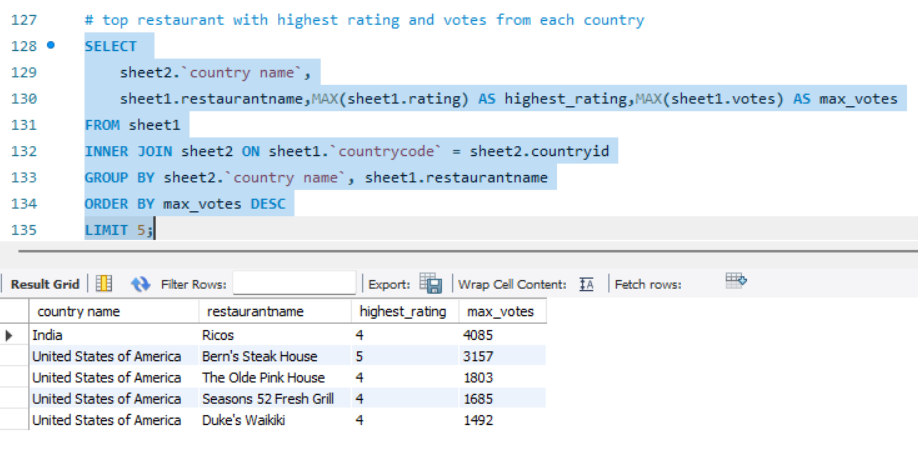 127 # top restaurant with highest rating and votes from each country
128 SELECT
129 sheet2.`country name`,
130 sheet1.restaurantname,MAX(sheet1.rating) AS highest_rating,MAX(sheet1.votes) AS max_votes
131 FROM sheet1
132 INNER JOIN sheet2 ON sheet1.`countrycode` = sheet2.countryid
133 GROUP BY sheet2.`country name`, sheet1.restaurantname
134 ORDER BY max_votes DESC
135 LIMIT 5;
Result Grid Filter Rows: Export: Wrap Cell Content: IA Fetch rows:
country name restaurantname highest_rating max_votes
India Ricos 4 4085
United States of America Bern's Steak House 5 3157
United States of America The Olde Pink House 4 1803
United States of America Seasons 52 Fresh Grill 4 1685
United States of America Duke's Waikiki 4 1492